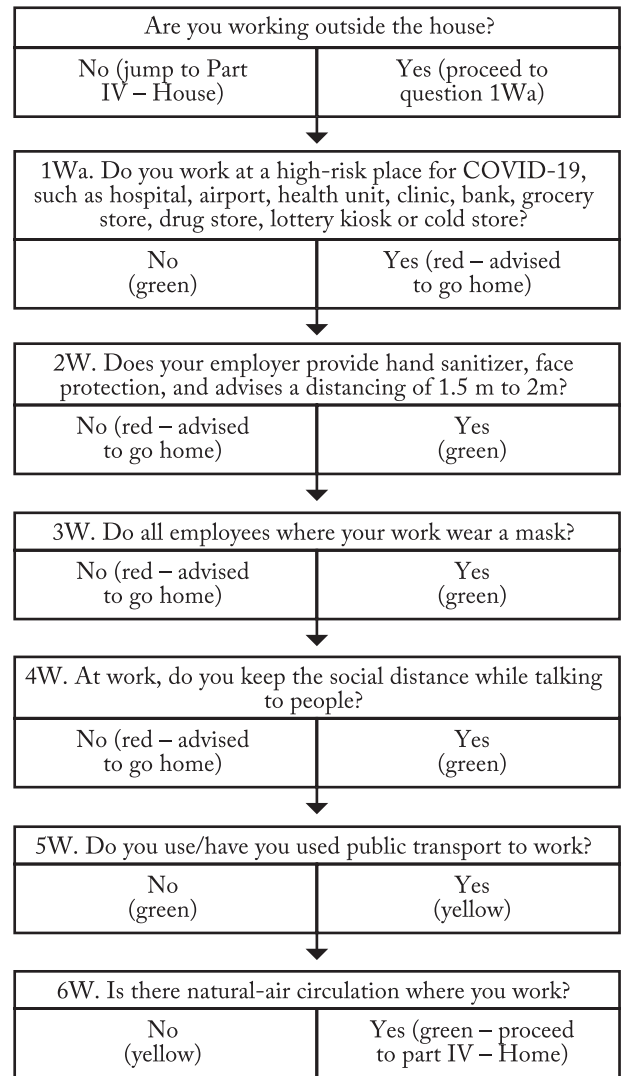 Are you working outside the house?
No (jump to Part
IV – House)
Yes (proceed to
question 1Wa)
1Wa. Do you work at a high-risk place for COVID-19,
such as hospital, airport, health unit, clinic, bank, grocery
store, drug store, lottery kiosk or cold store?
No
(green)
Yes (red – advised
to go home)
2W. Does your employer provide hand sanitizer, face
protection, and advises a distancing of 1.5 m to 2m?
No (red – advised
to go home)
Yes
(green)
3W. Do all employees where your work wear a mask?
No (red – advised
to go home)
Yes
(green)
4W. At work, do you keep the social distance while talking
to people?
No (red – advised
to go home)
Yes
(green)
5W. Do you use/have you used public transport to work?
No
(green)
Yes
(yellow)
6W. Is there natural-air circulation where you work?
No
(yellow)
Yes (green – proceed
to part IV – Home)